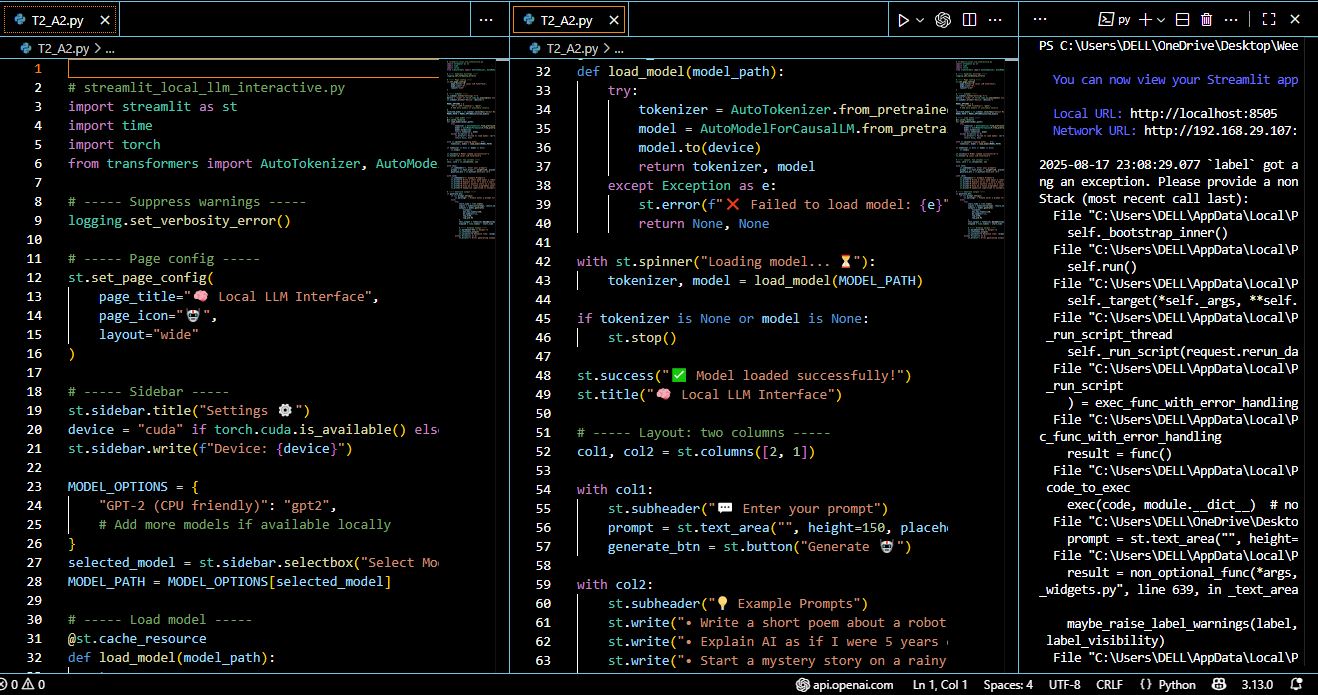 T2_A2.py
T2_A2.py > ...
1
2 # streamlit_local_llm_interactive.py
3 import streamlit as st
4 import time
5 import torch
6 from transformers import AutoTokenizer, AutoMode
7
8 # ----- Suppress warnings -----
9 logging.set_verbosity_error()
10
11 # ----- Page config -----
12 st.set_page_config(
13 page_title="🧠 Local LLM Interface",
14 page_icon="🤖",
15 layout="wide"
16 )
17
18 # ----- Sidebar -----
19 st.sidebar.title("Settings ⚙️")
20 device = "cuda" if torch.cuda.is_available() els
21 st.sidebar.write(f"Device: {device}")
22
23 MODEL_OPTIONS = {
24 "GPT-2 (CPU friendly)": "gpt2",
25 # Add more models if available locally
26 }
27 selected_model = st.sidebar.selectbox("Select Mo
28 MODEL_PATH = MODEL_OPTIONS[selected_model]
29
30 # ----- Load model -----
31 @st.cache_resource
32 def load_model(model_path):
T2_A2.py
T2_A2.py > ...
32 def load_model(model_path):
33 try:
34 tokenizer = AutoTokenizer.from_pretraine
35 model = AutoModelForCausalLM.from_pretra
36 model.to(device)
37 return tokenizer, model
38 except Exception as e:
39 st.error(f"❌ Failed to load model: {e}"
40 return None, None
41
42 with st.spinner("Loading model... ⏳"):
43 tokenizer, model = load_model(MODEL_PATH)
44
45 if tokenizer is None or model is None:
46 st.stop()
47
48 st.success("✅ Model loaded successfully!")
49 st.title("🧠 Local LLM Interface")
50
51 # ----- Layout: two columns -----
52 col1, col2 = st.columns([2, 1])
53
54 with col1:
55 st.subheader("💬 Enter your prompt")
56 prompt = st.text_area("", height=150, placeh
57 generate_btn = st.button("Generate 🤖")
58
59 with col2:
60 st.subheader("💡 Example Prompts")
61 st.write("• Write a short poem about a robot
62 st.write("• Explain AI as if I were 5 years
63 st.write("• Start a mystery story on a rainy
py
PS C:\Users\DELL\OneDrive\Desktop\Wee
You can now view your Streamlit app
Local URL: http://localhost:8505
Network URL: http://192.168.29.107:
2025-08-17 23:08:29.077 `label` got a
ng an exception. Please provide a non
Stack (most recent call last):
File "C:\Users\DELL\AppData\Local\P
self._bootstrap_inner()
File "C:\Users\DELL\AppData\Local\P
self.run()
File "C:\Users\DELL\AppData\Local\P
self._target(*self._args, **self.
File "C:\Users\DELL\AppData\Local\P
_run_script_thread
self._run_script(request.rerun_da
File "C:\Users\DELL\AppData\Local\P
_run_script
) = exec_func_with_error_handling
File "C:\Users\DELL\AppData\Local\P
c_func_with_error_handling
result = func()
File "C:\Users\DELL\AppData\Local\P
code_to_exec
exec(code, module.__dict__) # no
File "C:\Users\DELL\OneDrive\Deskto
prompt = st.text_area("", height=
File "C:\Users\DELL\AppData\Local\P
result = non_optional_func(*args,
_widgets.py", line 639, in _text_area
maybe_raise_label_warnings(label,
label_visibility)
File "C:\Users\DELL\AppData\Local\P
0 0 api.openai.com Ln 1, Col 1 Spaces: 4 UTF-8 CRLF {} Python 3.13.0